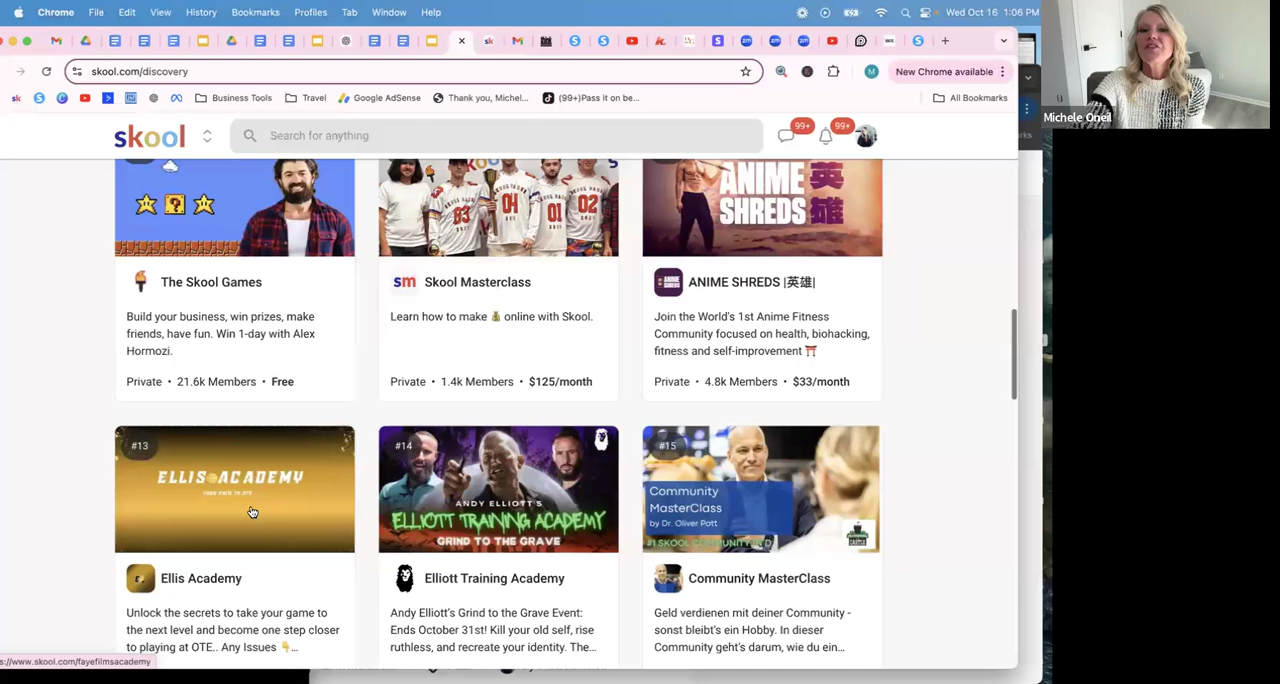 Chrome File Edit View History Bookmarks Profiles Tab Window Help Wed Oct 16 1:06 PM
skool.com/discovery
New Chrome available
Business Tools Travel Google AdSense Thank you, Michel... (99+)Pass it on be... All Bookmarks
Michele Oneil
skool Search for anything 99+ 99+
ANIME SHREDS 英雄
The Skool Games
Build your business, win prizes, make
friends, have fun. Win 1-day with Alex
Hormozi.
Private • 21.6k Members • Free
sm Skool Masterclass
Learn how to make 💰 online with Skool.
Private • 1.4k Members • $125/month
ANIME SHREDS |英雄|
Join the World's 1st Anime Fitness
Community focused on health, biohacking,
fitness and self-improvement ⛩️
Private • 4.8k Members • $33/month
#13
ELLIS ACADEMY
YOUR PATH TO OTE
Ellis Academy
Unlock the secrets to take your game to
the next level and become one step closer
to playing at OTE.. Any Issues 👇...
#14
ANDY ELLIOTT'S
ELLIOTT TRAINING ACADEMY
GRIND TO THE GRAVE
Elliott Training Academy
Andy Elliott's Grind to the Grave Event:
Ends October 31st! Kill your old self, rise
ruthless, and recreate your identity. The...
#15
Community
MasterClass
by Dr. Oliver Pott
Community MasterClass
Geld verdienen mit deiner Community -
sonst bleibt's ein Hobby. In dieser
Community geht's darum, wie du ein...
s://www.skool.com/fayefilmsacademy